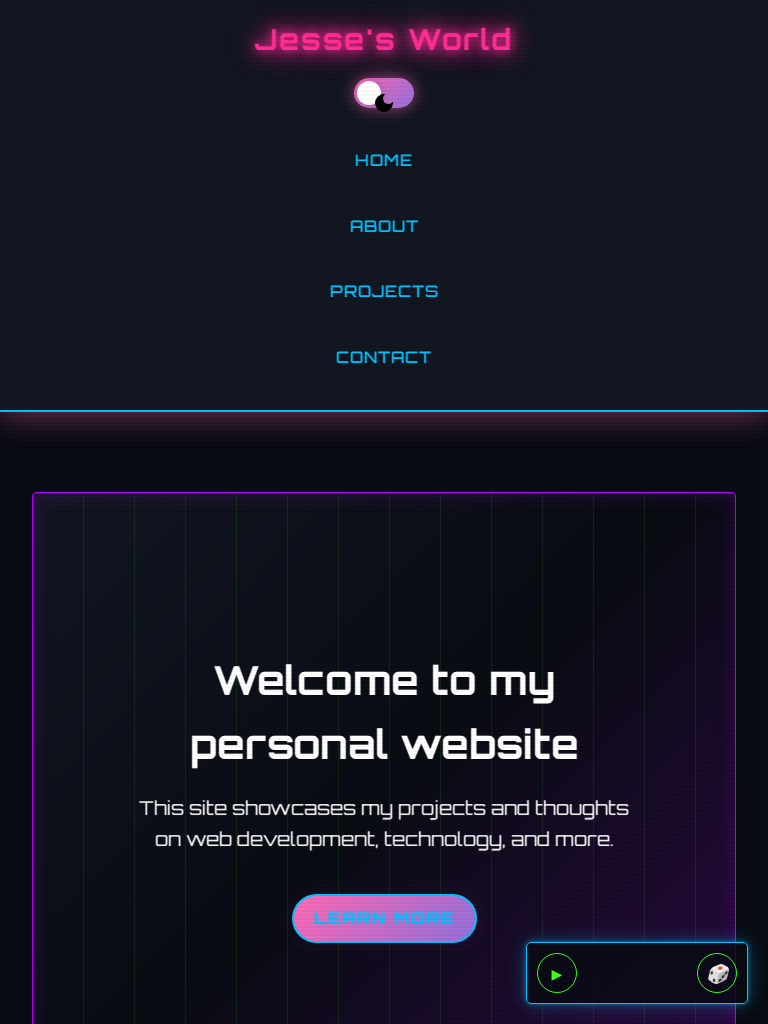 Jesse's World
HOME
ABOUT
PROJECTS
CONTACT
Welcome to my
personal website
This site showcases my projects and thoughts
on web development, technology, and more.
LEARN MORE